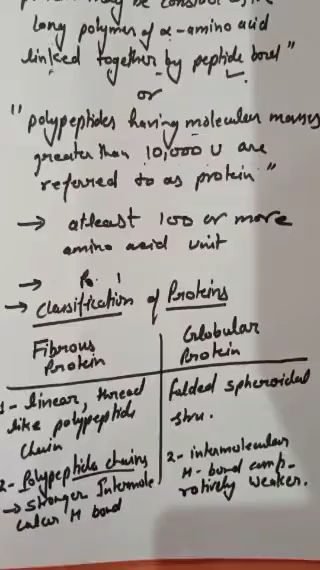 long polymer of α-amino acid
linked together by peptide bond"
or
"polypeptides having molecular masses
greater than 10,000 U are
referred to as protein"
→ atleast 100 or more
amino acid unit
→
→ Classification of Proteins
Fibrous
Protein
1- linear, thread
like polypeptide
chain
2- Polypeptide chains
→ stronger Intermole
cular H bond
Globular
Protein
folded spheroidal
stru.
2- intermolecular
H-bond comp-
rotively weaker.